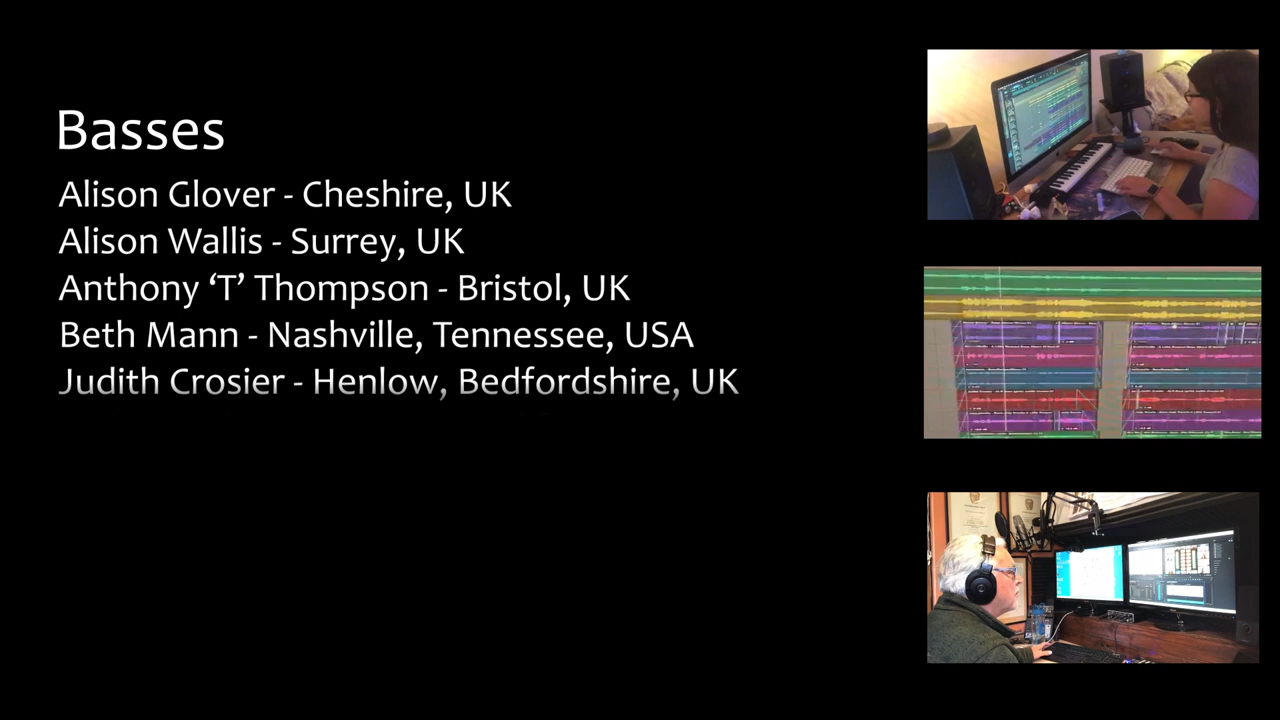 Basses
Alison Glover - Cheshire, UK
Alison Wallis - Surrey, UK
Anthony ‘T’ Thompson - Bristol, UK
Beth Mann - Nashville, Tennessee, USA
Judith Crosier - Henlow, Bedfordshire, UK